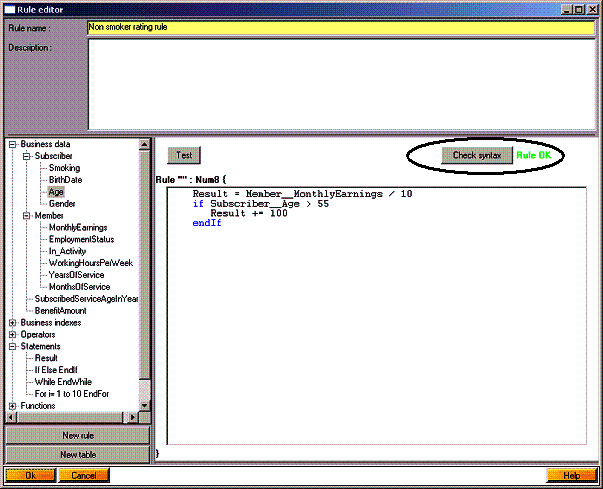 Rule editor
Rule name :
Non smoker rating rule
Description :
Business data
Subscriber
Smoking
BirthDate
Age
Gender
Member
MonthlyEarnings
EmploymentStatus
In_Activity
WorkingHoursPerWeek
YearsOfService
MonthsOfService
SubscribedServiceAgeInYear
BenefitAmount
Business indexes
Operators
Statements
Result
If Else EndIf
While EndWhile
For i= 1 to 10 EndFor
Functions
New rule
New table
Test
Check syntax
Rule OK
Rule "" : Num8 {
Result = Member__MonthlyEarnings / 10
if Subscriber__Age > 55
Result += 100
endIf
}
Ok
Cancel
Help